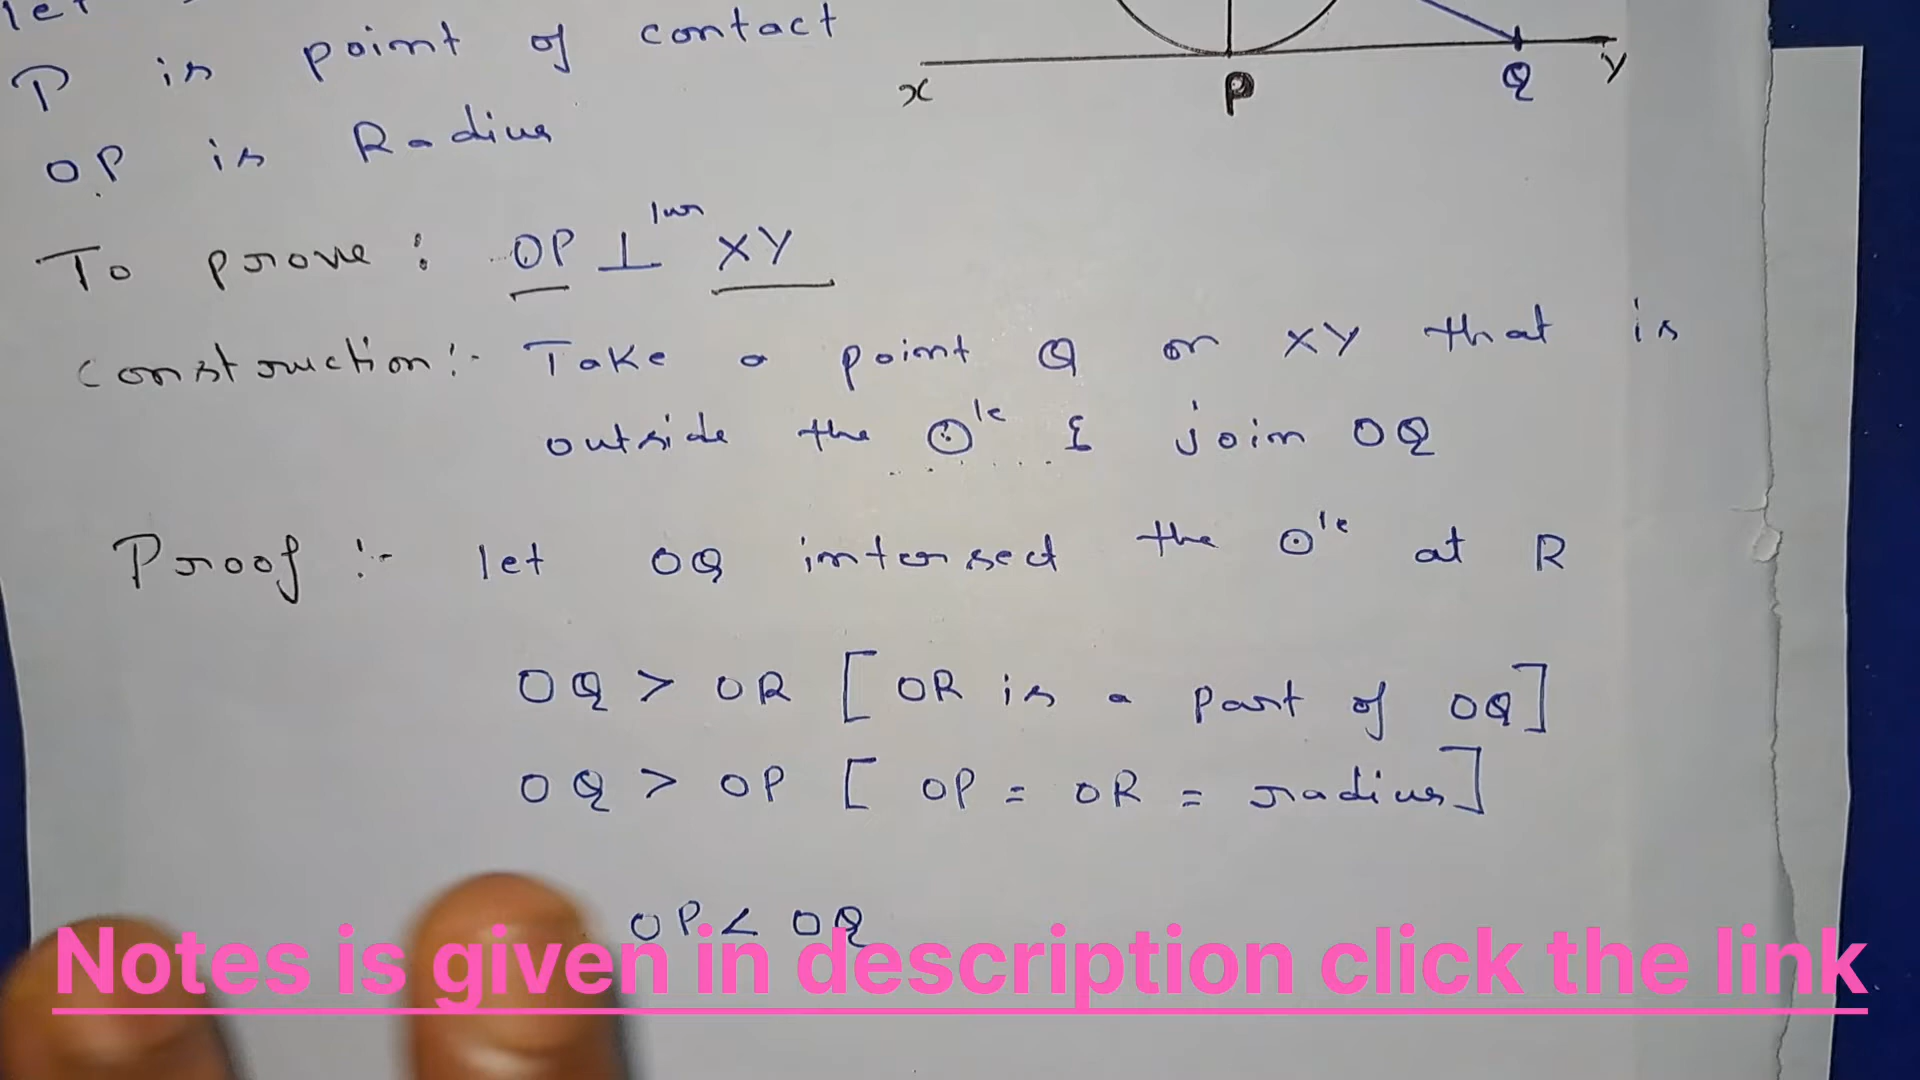 let
P is point of contact
x P Q y
OP is Radius
To prove : OP ⊥ lur XY
Construction :- Take a point Q on XY that is
outside the ⊙le & join OQ
Proof :- let OQ intersect the ⊙le at R
OQ > OR [OR is a part of OQ]
OQ > OP [OP = OR = radius]
OP < OQ
Notes is given in description click the link